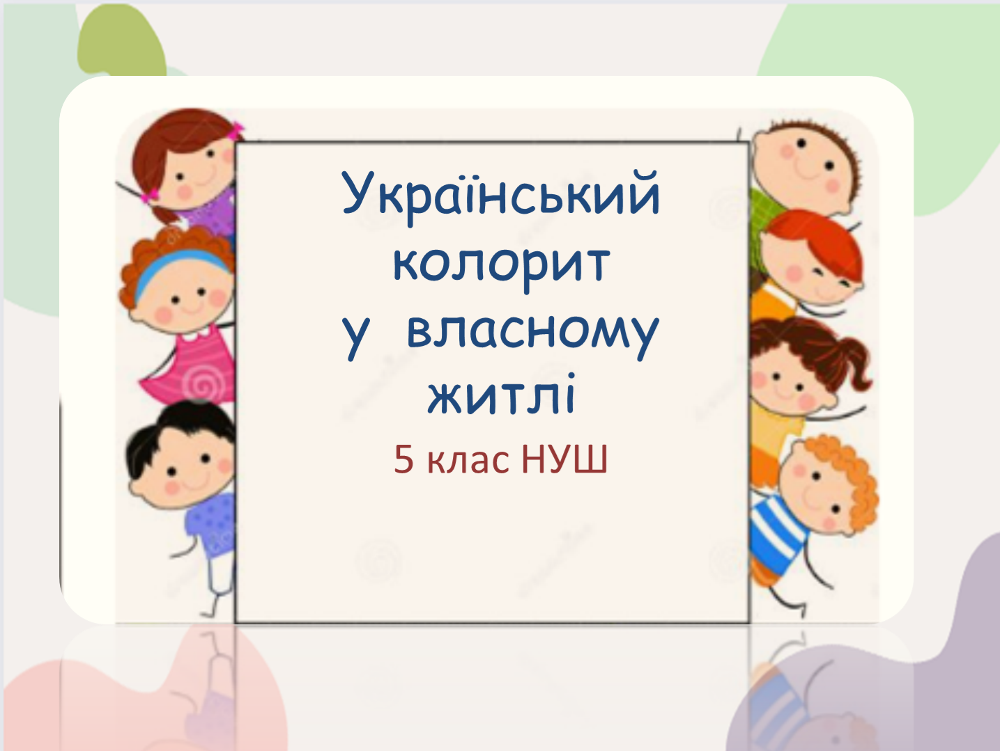 Український
колорит
у власному
житлі
5 клас НУШ